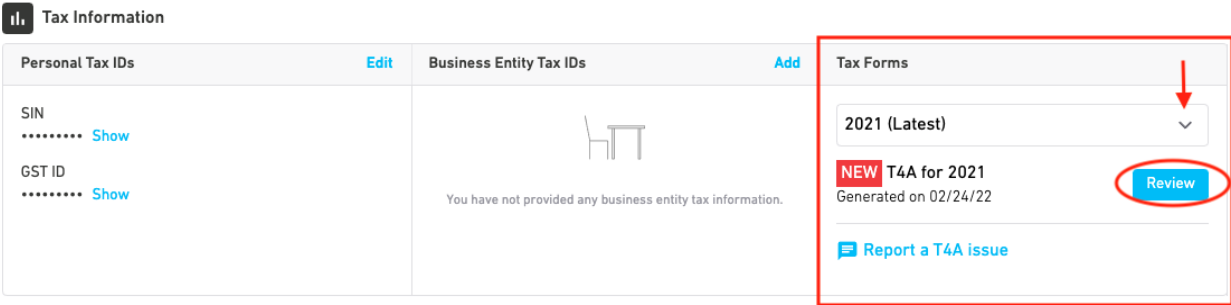 Tax Information
Personal Tax IDs
Edit
SIN
••••••••• Show
GST ID
••••••••• Show
Business Entity Tax IDs
Add
You have not provided any business entity tax information.
Tax Forms
2021 (Latest)
NEW T4A for 2021
Generated on 02/24/22
Review
Report a T4A issue